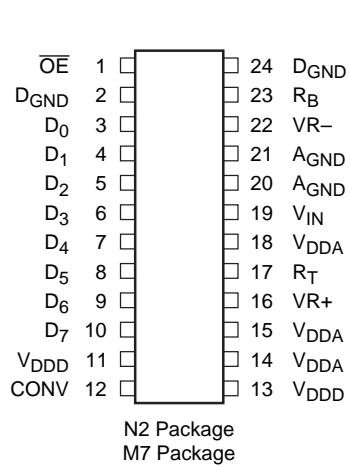 OE 1 24 DGND
DGND 2 23 RB
D0 3 22 VR–
D1 4 21 AGND
D2 5 20 AGND
D3 6 19 VIN
D4 7 18 VDDA
D5 8 17 RT
D6 9 16 VR+
D7 10 15 VDDA
VDDD 11 14 VDDA
CONV 12 13 VDDD
N2 Package
M7 Package